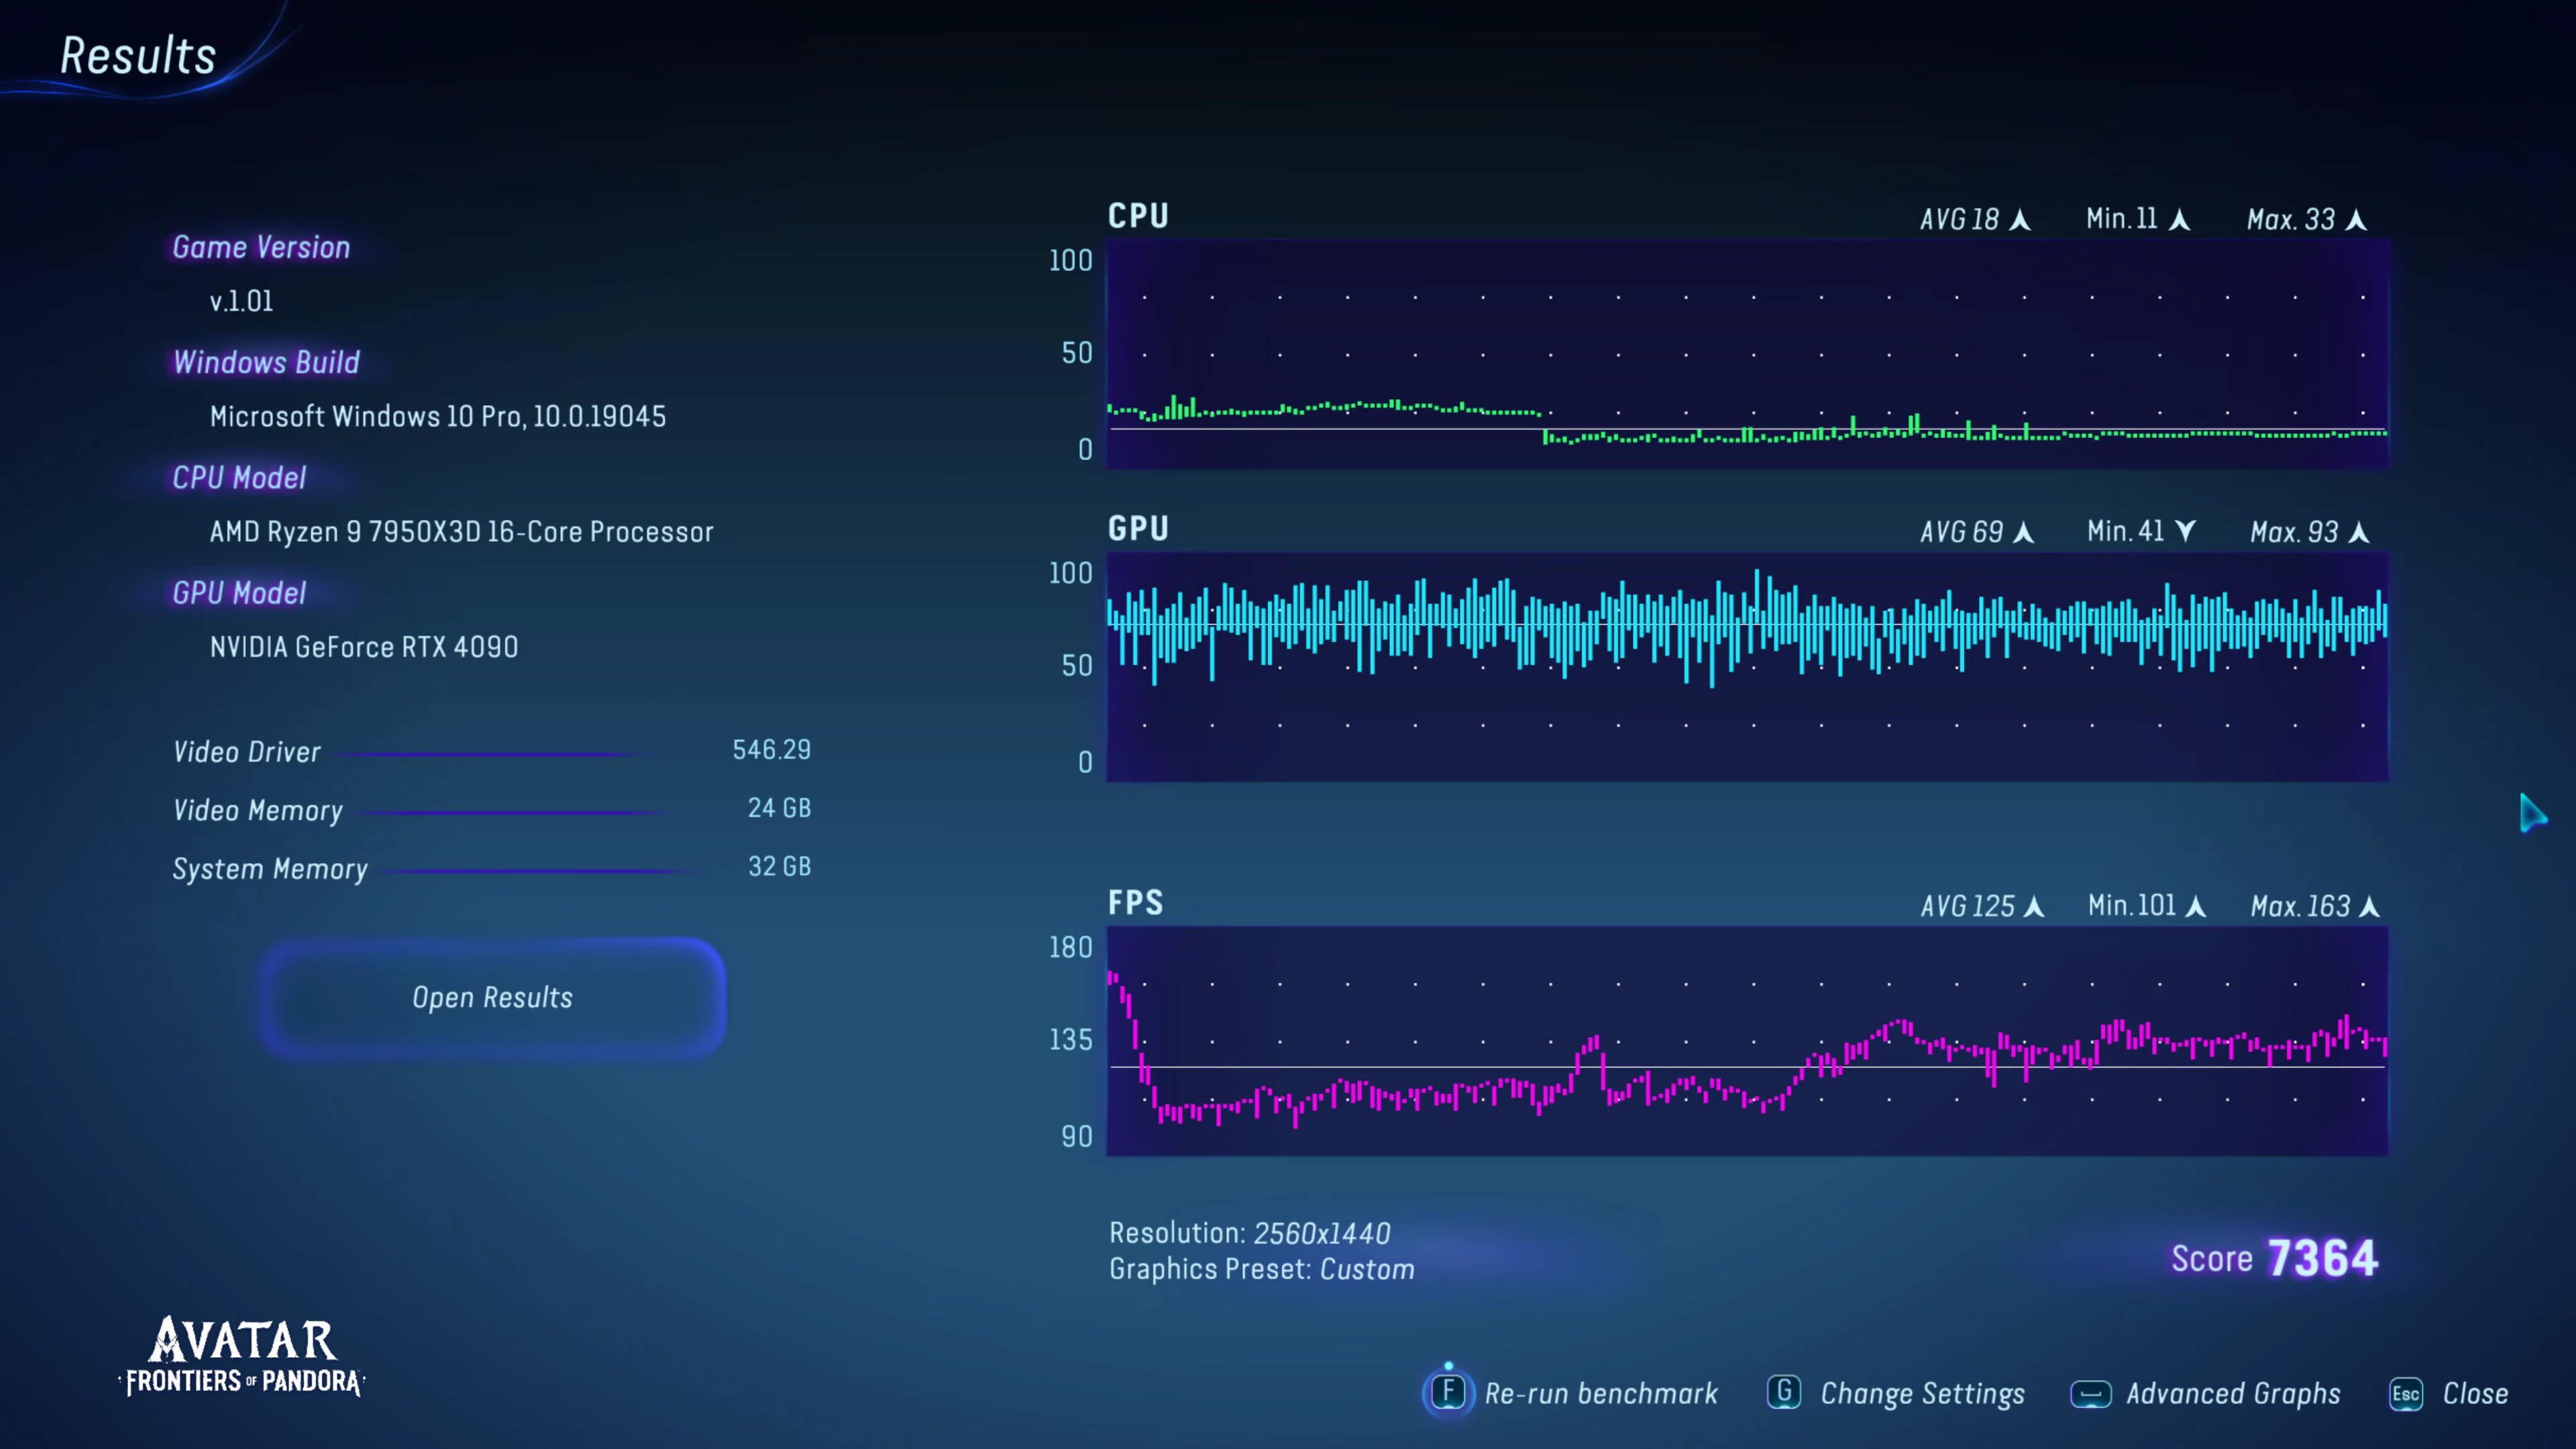 Results
Game Version
v.1.01
Windows Build
Microsoft Windows 10 Pro, 10.0.19045
CPU Model
AMD Ryzen 9 7950X3D 16-Core Processor
GPU Model
NVIDIA GeForce RTX 4090
Video Driver 546.29
Video Memory 24 GB
System Memory 32 GB
Open Results
CPU AVG 18 Min. 11 Max. 33
100
50
0
GPU AVG 69 Min. 41 Max. 93
100
50
0
FPS AVG 125 Min. 101 Max. 163
180
135
90
Resolution: 2560x1440
Graphics Preset: Custom
Score 7364
AVATAR
FRONTIERS OF PANDORA
F Re-run benchmark G Change Settings Advanced Graphs Esc Close